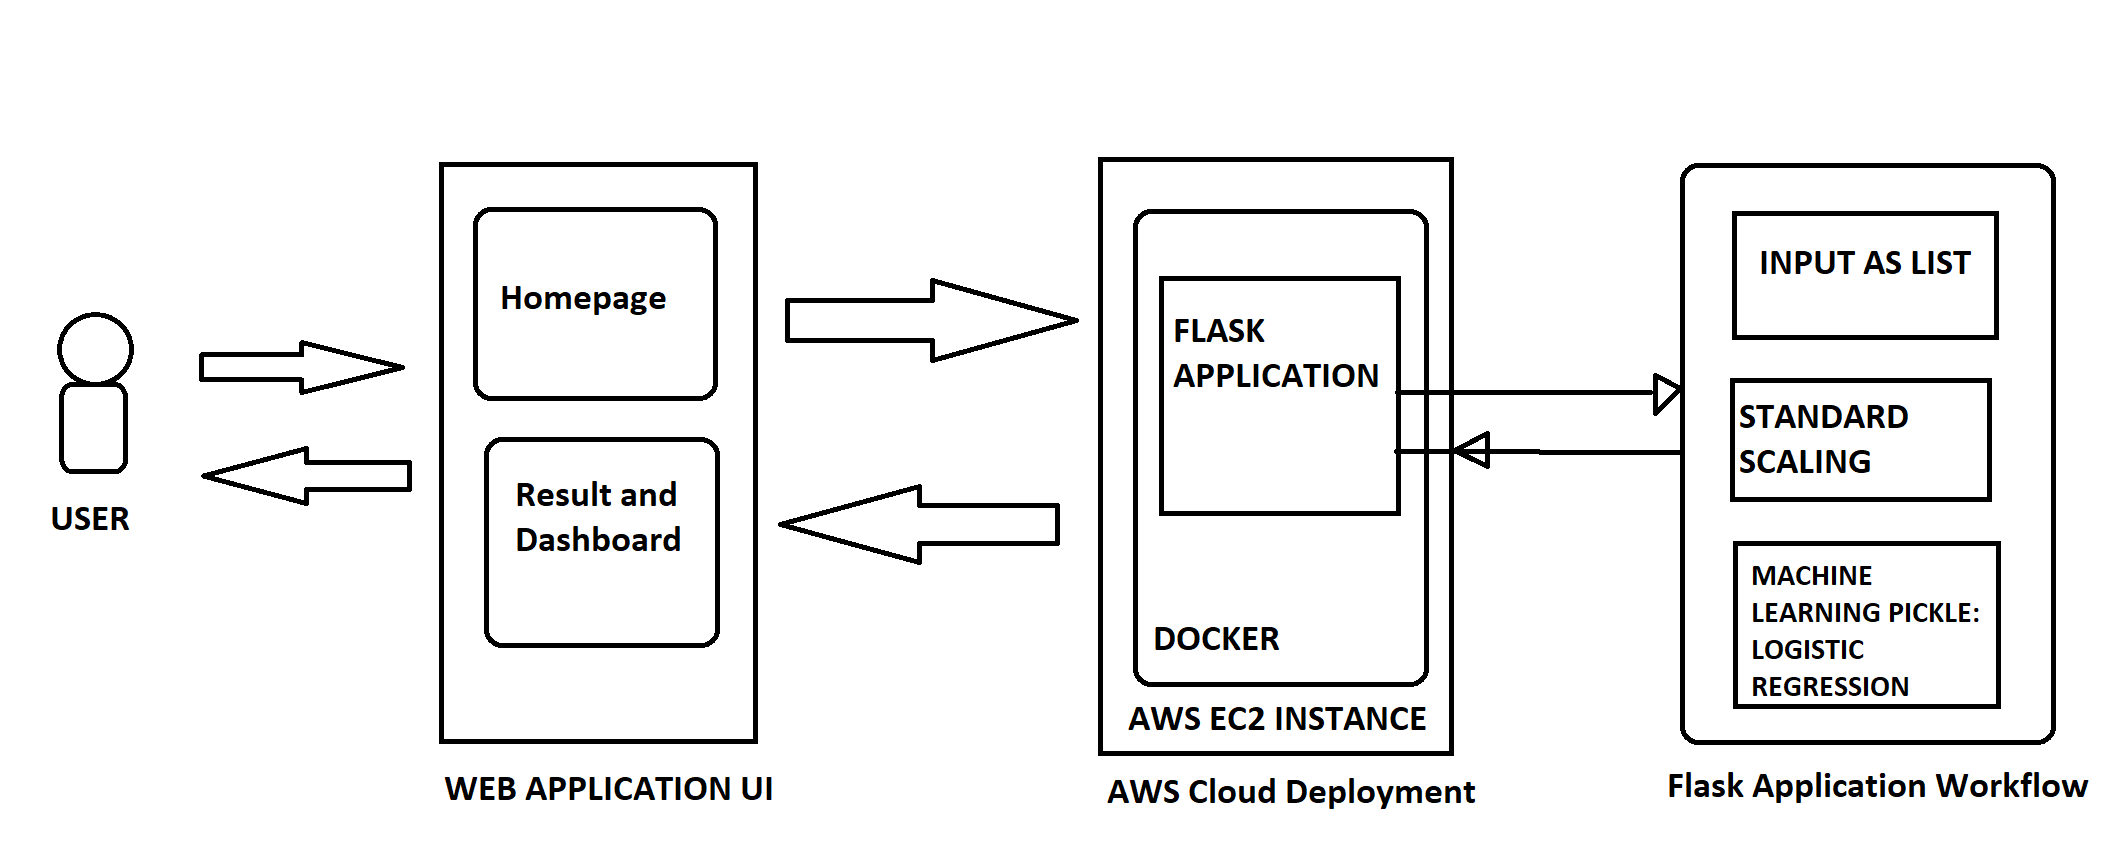 USER
Homepage
Result and
Dashboard
WEB APPLICATION UI
FLASK
APPLICATION
DOCKER
AWS EC2 INSTANCE
AWS Cloud Deployment
INPUT AS LIST
STANDARD
SCALING
MACHINE
LEARNING PICKLE:
LOGISTIC
REGRESSION
Flask Application Workflow